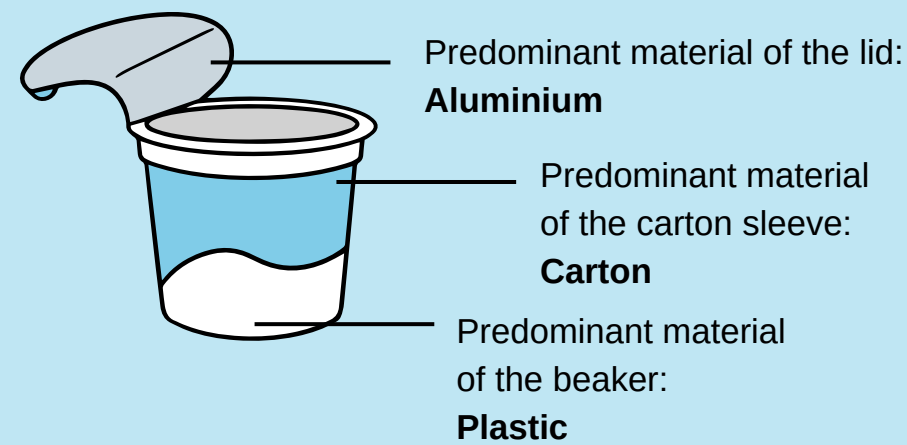 Predominant material of the lid:
Aluminium
Predominant material
of the carton sleeve:
Carton
Predominant material
of the beaker:
Plastic